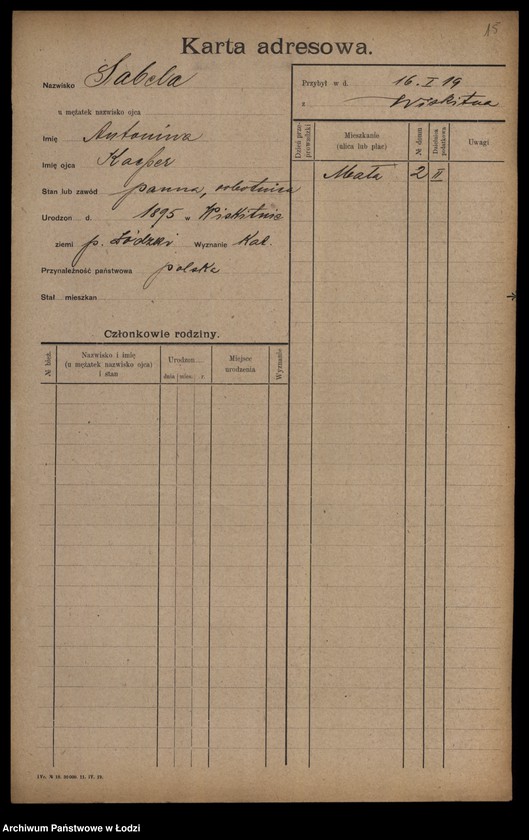 15
Karta adresowa.
Nazwisko Sabela
u mężatek nazwisko ojca
Imię Antonina
Imię ojca Kacper
Stan lub zawód panna, robotnica
Urodzon d. 1895 w Wiskitnie
ziemi p. Łódzki Wyznanie Kat.
Przynależność państwowa polska
Stał mieszkan
Członkowie rodziny.
№ bież.
Nazwisko i imię
(u mężatek nazwisko ojca)
i stan
Urodzon
dnia mies. r.
Miejsce
urodzenia
Wyznanie
Przybył w d. 16.I.19
z Wiskitna
Dzień prze-
prowadzki
Mieszkanie
(ulica lub plac)
№ domu
Dzielnica
Uwagi
Mała 2 II
Archiwum Państwowe w Łodzi